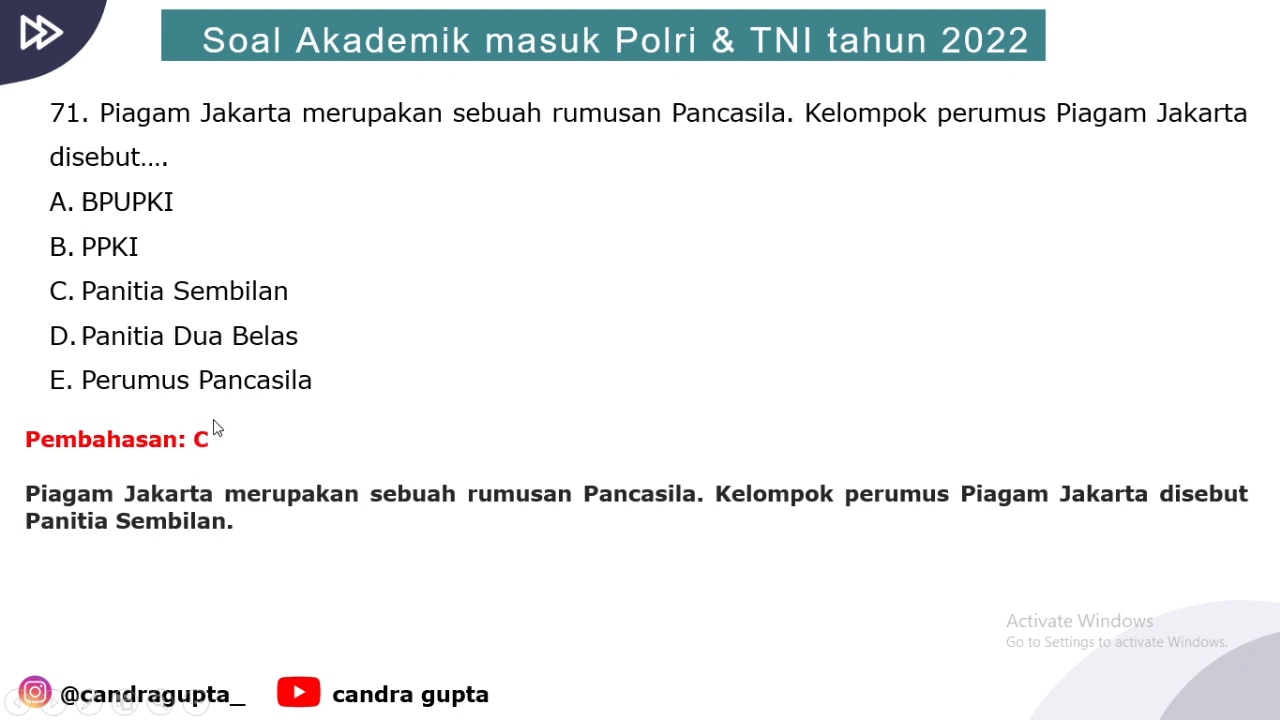 Soal Akademik masuk Polri & TNI tahun 2022
71. Piagam Jakarta merupakan sebuah rumusan Pancasila. Kelompok perumus Piagam Jakarta
disebut....
A. BPUPKI
B. PPKI
C. Panitia Sembilan
D. Panitia Dua Belas
E. Perumus Pancasila
Pembahasan: C
Piagam Jakarta merupakan sebuah rumusan Pancasila. Kelompok perumus Piagam Jakarta disebut
Panitia Sembilan.
Activate Windows
Go to Settings to activate Windows.
@candragupta_ candra gupta